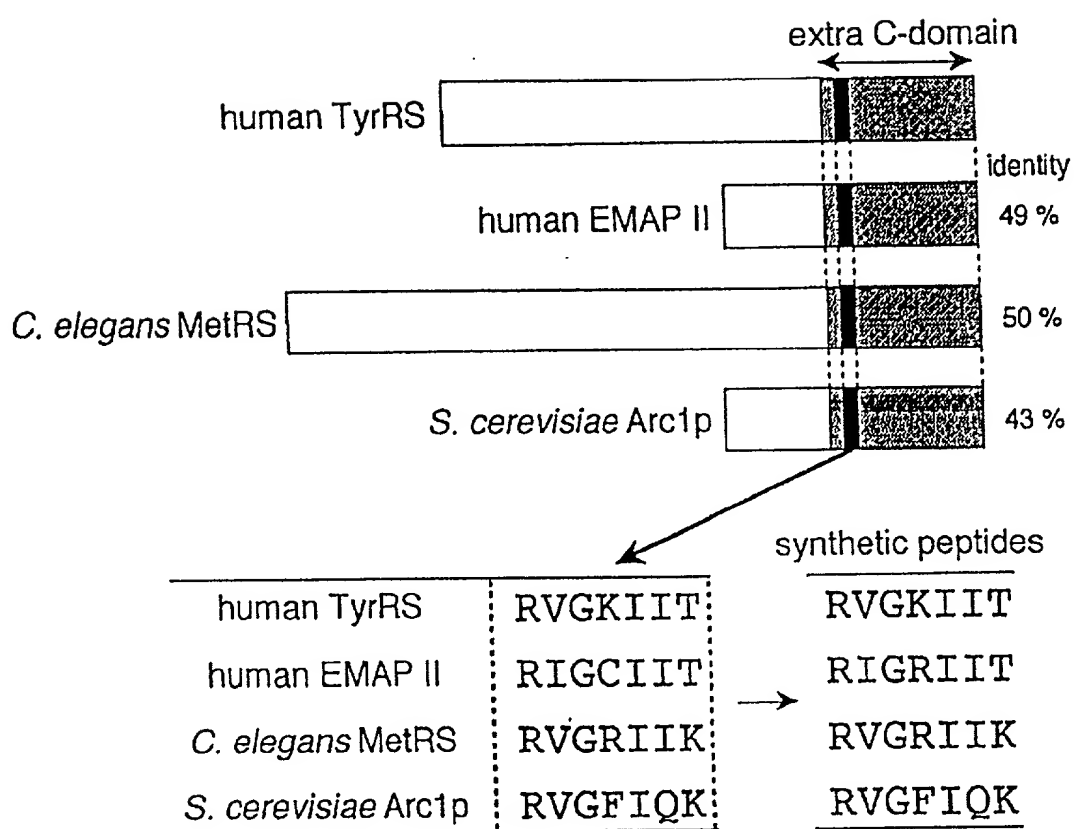 extra C-domain
human TyrRS
identity
human EMAP II
49 %
C. elegans MetRS
50 %
S. cerevisiae Arc1p
43 %
synthetic peptides
human TyrRS RVGKIIT RVGKIIT
human EMAP II RIGCIIT RIGRIIT
C. elegans MetRS RVGRIIK RVGRIIK
S. cerevisiae Arc1p RVGFIQK RVGFIQK